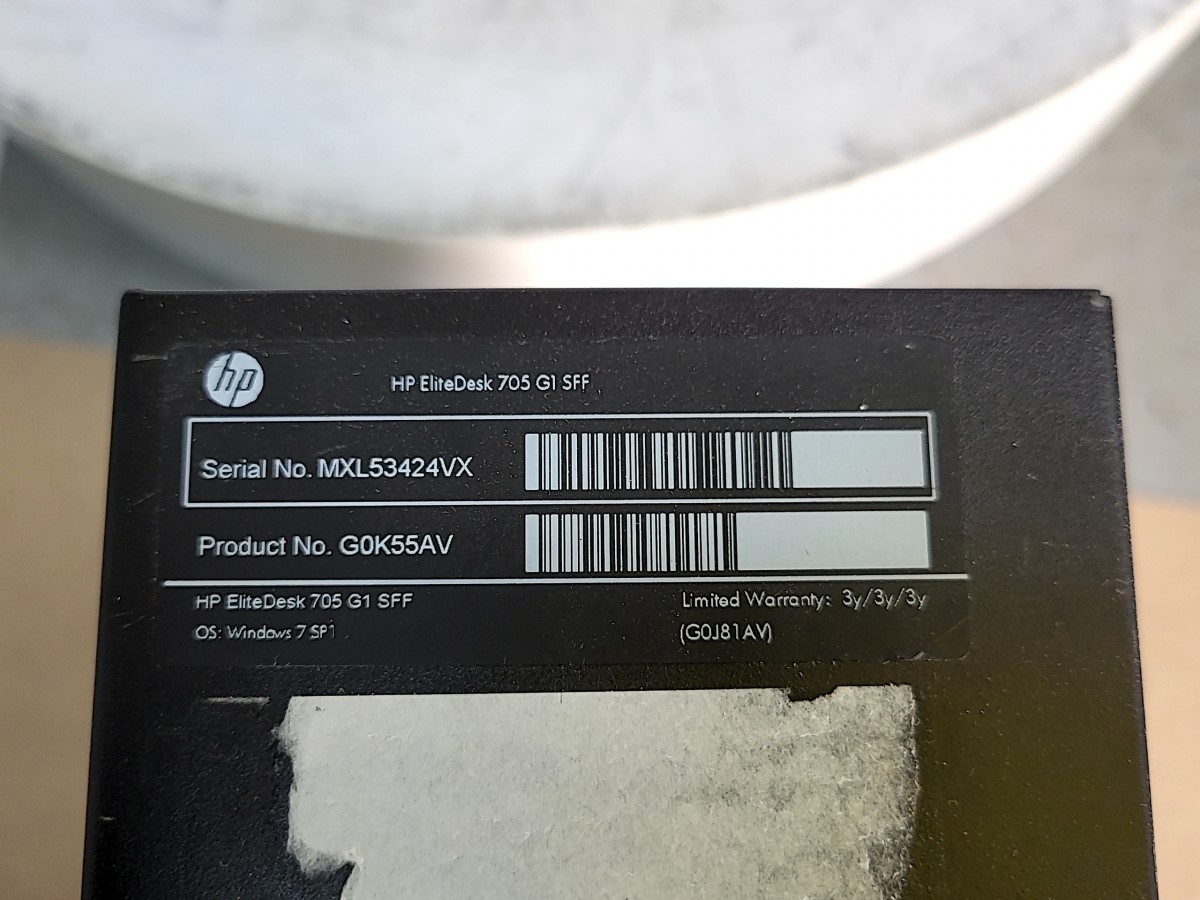 hp
HP EliteDesk 705 G1 SFF
Serial No. MXL53424VX
Product No. G0K55AV
HP EliteDesk 705 G1 SFF
Limited Warranty: 3y/3y/3y
OS: Windows 7 SP1
(G0J81AV)